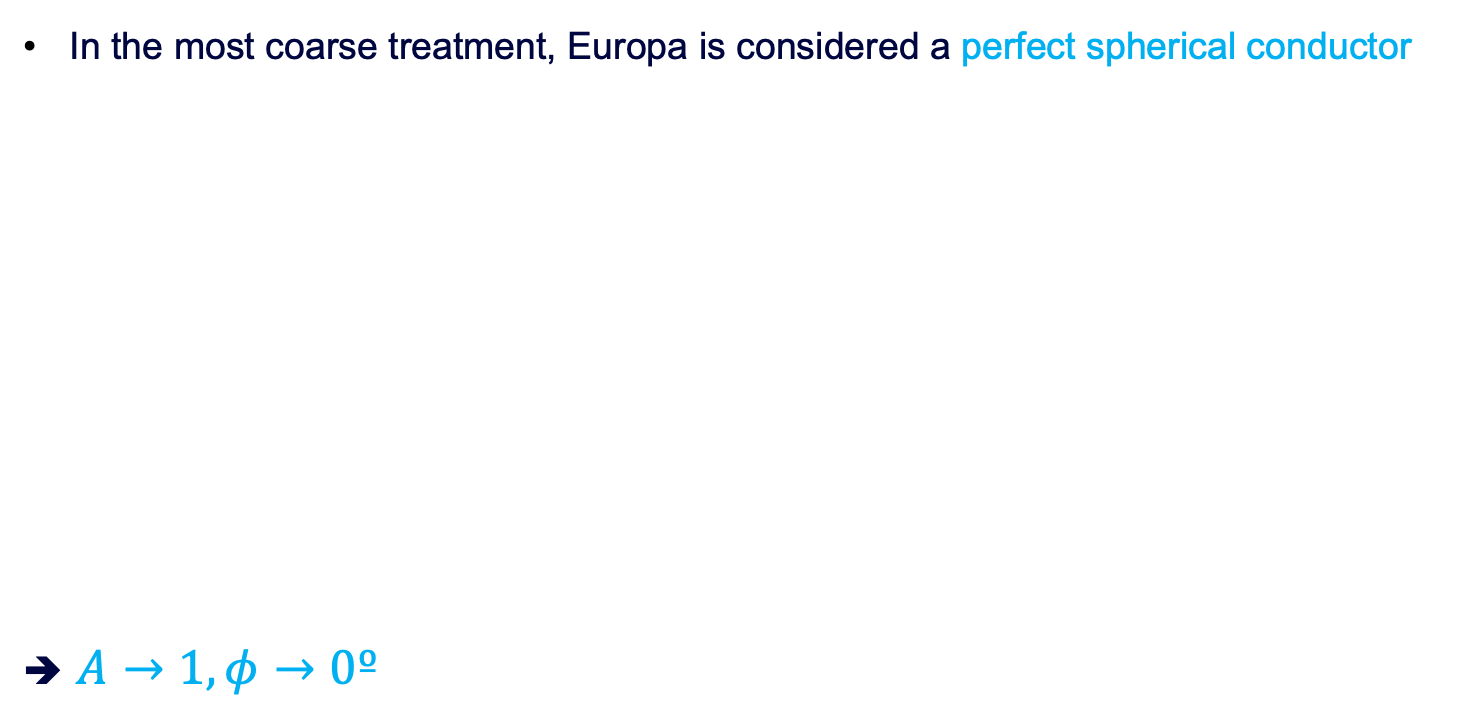 • In the most coarse treatment, Europa is considered a perfect spherical conductor
➔ A → 1, ϕ → 0º